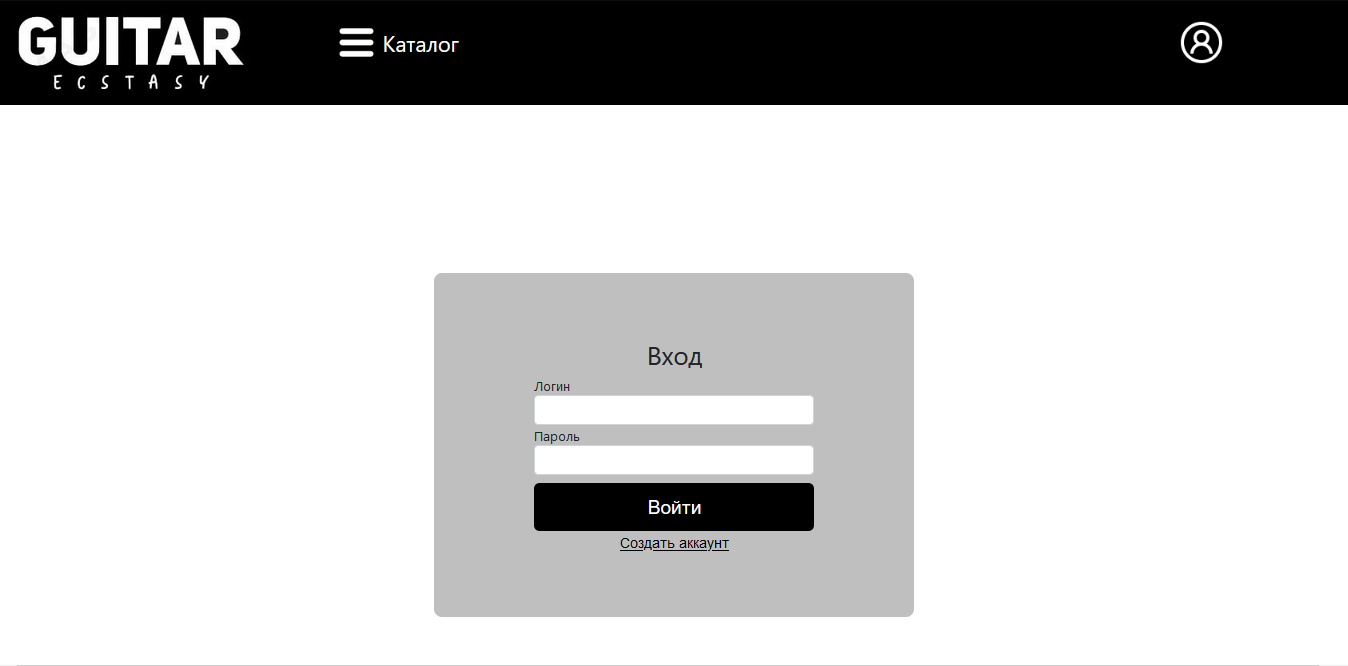 GUITAR
ECSTASY
Каталог
Вход
Логин
Пароль
Войти
Создать аккаунт